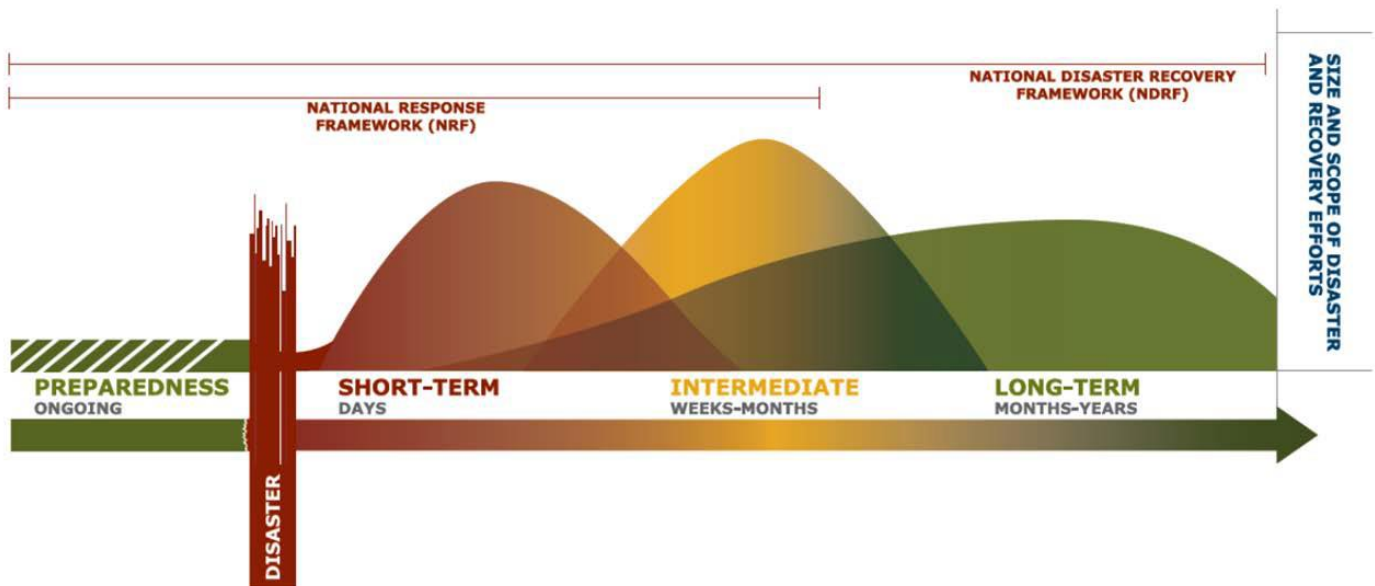 NATIONAL DISASTER RECOVERY
FRAMEWORK (NDRF)
NATIONAL RESPONSE
FRAMEWORK (NRF)
SIZE AND SCOPE OF DISASTER
AND RECOVERY EFFORTS
PREPAREDNESS
ONGOING
SHORT-TERM
DAYS
INTERMEDIATE
WEEKS-MONTHS
LONG-TERM
MONTHS-YEARS
DISASTER